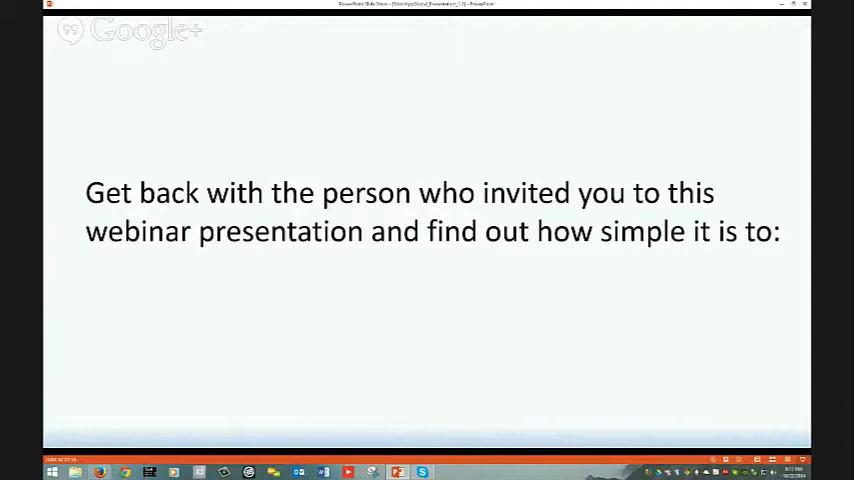 Google+
Get back with the person who invited you to this
webinar presentation and find out how simple it is to: